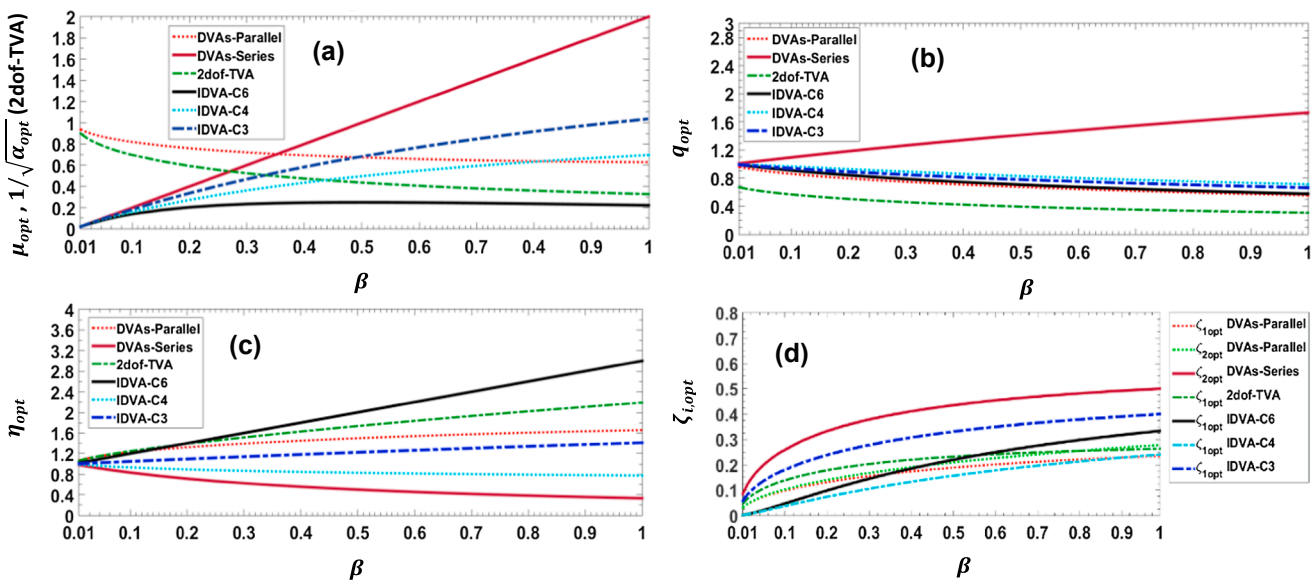 μopt , 1/√αopt (2dof-TVA)
2
1.8
1.6
1.4
1.2
1
0.8
0.6
0.4
0.2
0
DVAs-Parallel
DVAs-Series
2dof-TVA
IDVA-C6
IDVA-C4
IDVA-C3
(a)
0.01 0.1 0.2 0.3 0.4 0.5 0.6 0.7 0.4 0.9 1
β
qopt
3
2.8
2.4
2
1.6
1.2
0.8
0.4
0
DVAs-Parallel
DVAs-Series
2dof-TVA
IDVA-C6
IDVA-C4
IDVA-C3
(b)
0.01 0.1 0.2 0.3 0.4 0.5 0.6 0.7 0.8 0.9 1
β
ηopt
4
3.6
3.2
2.8
2.4
2
1.6
1.2
0.8
0.4
0
DVAs-Parallel
DVAs-Series
2dof-TVA
IDVA-C6
IDVA-C4
IDVA-C3
(c)
0.01 0.1 0.2 0.3 0.4 0.5 0.6 0.7 0.8 0.9 1
β
ζi,opt
0.8
0.7
0.6
0.5
0.4
0.3
0.2
0.1
0
(d)
0.01 0.1 0.2 0.3 0.4 0.5 0.6 0.7 0.8 0.9 1
β
ζ1opt DVAs-Parallel
ζ2opt DVAs-Parallel
ζ2opt DVAs-Series
ζ1opt 2dof-TVA
ζ1opt IDVA-C6
ζ1opt IDVA-C4
ζ1opt IDVA-C3